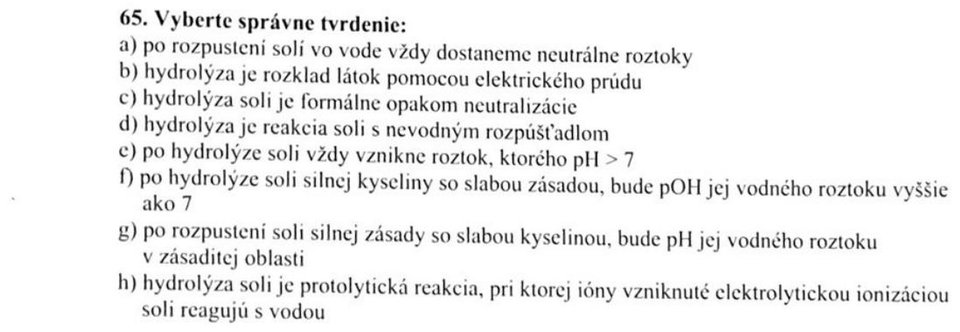 65. Vyberte správne tvrdenie:
a) po rozpustení solí vo vode vždy dostaneme neutrálne roztoky
b) hydrolýza je rozklad látok pomocou elektrického prúdu
c) hydrolýza soli je formálne opakom neutralizácie
d) hydrolýza je reakcia soli s nevodným rozpúšťadlom
e) po hydrolýze soli vždy vznikne roztok, ktorého pH > 7
f) po hydrolýze soli silnej kyseliny so slabou zásadou, bude pOH jej vodného roztoku vyššie
ako 7
g) po rozpustení soli silnej zásady so slabou kyselinou, bude pH jej vodného roztoku
v zásaditej oblasti
h) hydrolýza soli je protolytická reakcia, pri ktorej ióny vzniknuté elektrolytickou ionizáciou
soli reagujú s vodou